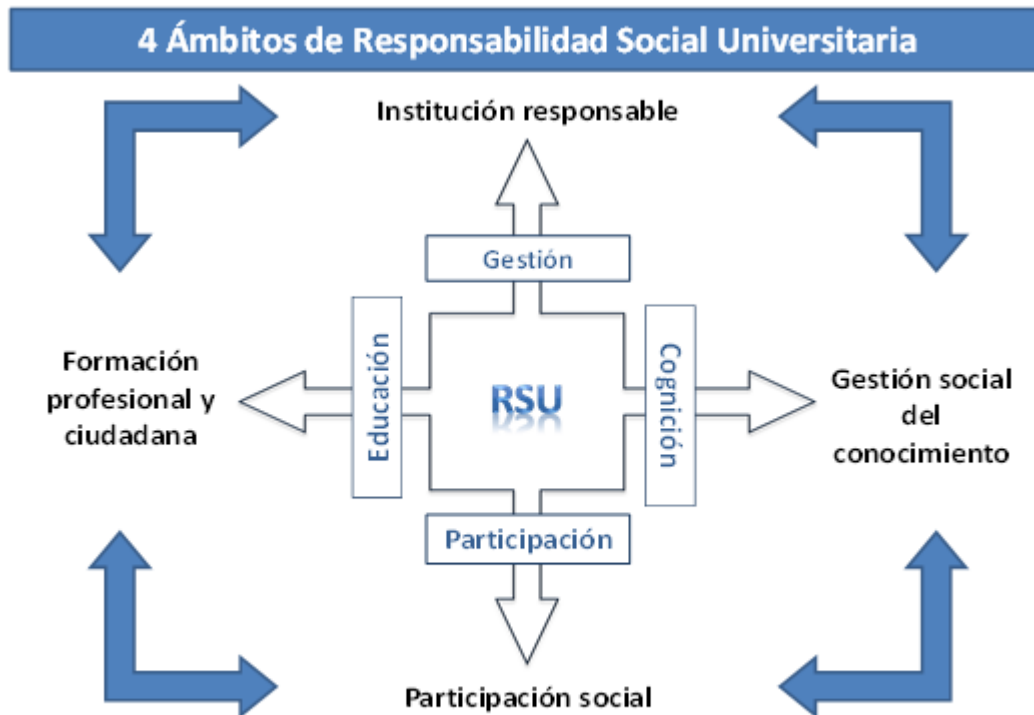 4 Ámbitos de Responsabilidad Social Universitaria
Institución responsable
Gestión
Formación
profesional y
ciudadana
Educación
RSU
Cognición
Gestión social
del
conocimiento
Participación
Participación social